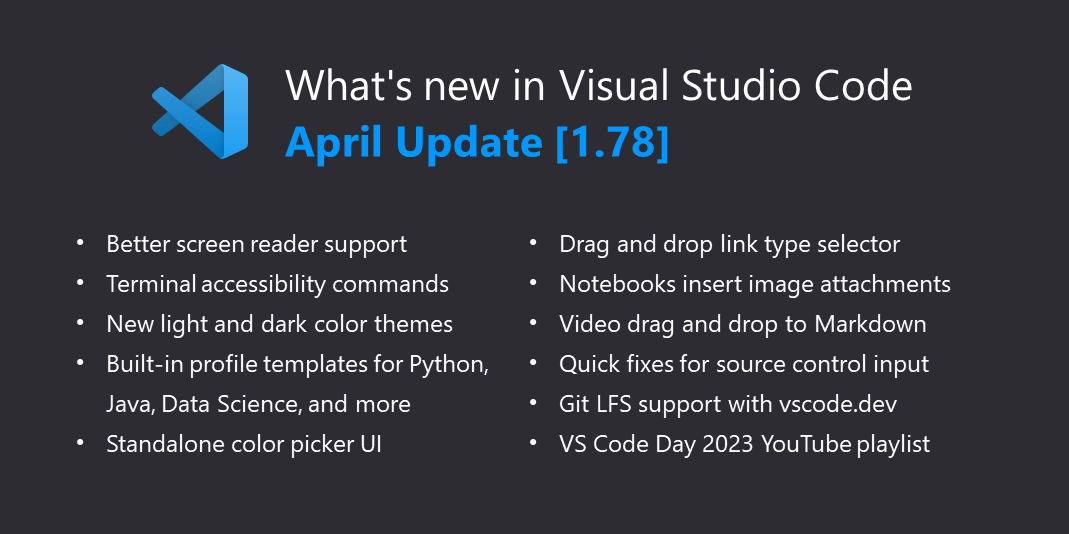 What's new in Visual Studio Code
April Update [1.78]
• Better screen reader support
• Terminal accessibility commands
• New light and dark color themes
• Built-in profile templates for Python,
Java, Data Science, and more
• Standalone color picker UI
• Drag and drop link type selector
• Notebooks insert image attachments
• Video drag and drop to Markdown
• Quick fixes for source control input
• Git LFS support with vscode.dev
• VS Code Day 2023 YouTube playlist